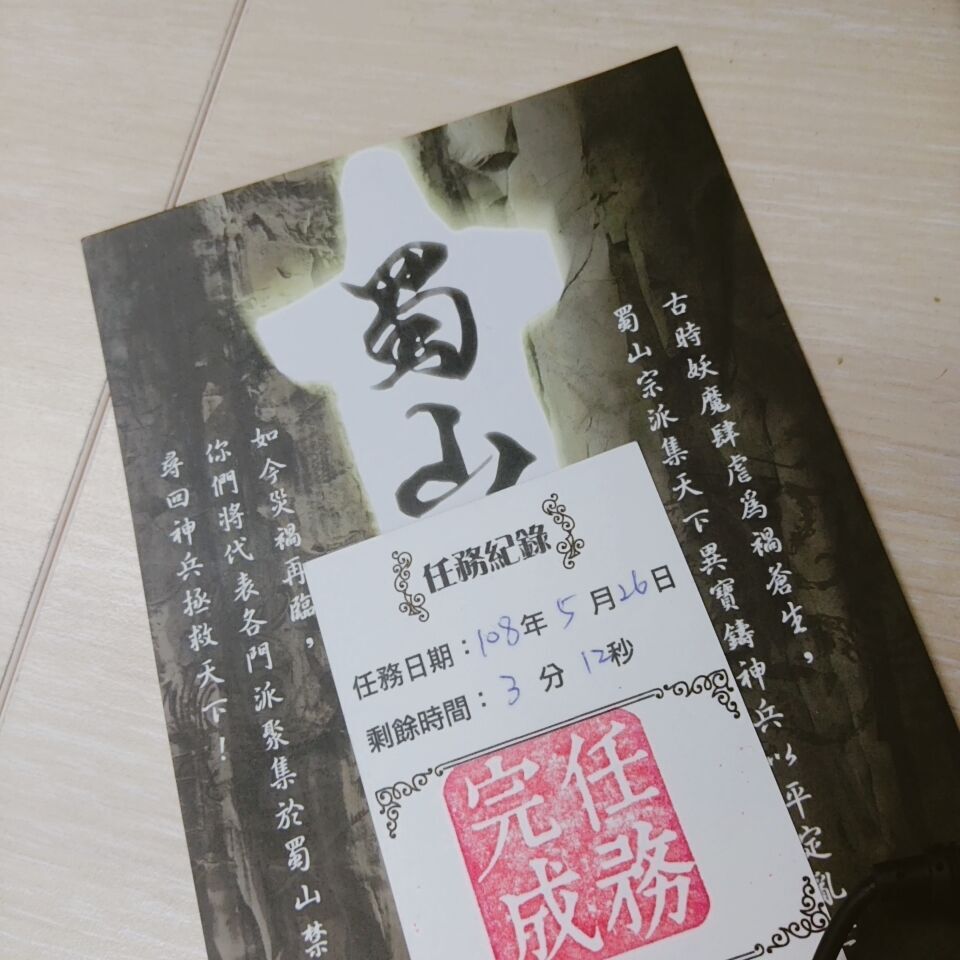 蜀山
古時妖魔肆虐為禍蒼生，
蜀山宗派集天下異寶鑄神兵以平定亂
如今災禍再臨，
你們將代表各門派聚集於蜀山禁
尋回神兵拯救天下！
任務紀錄
任務日期：108年5月26日
剩餘時間：3分12秒
任務
完成